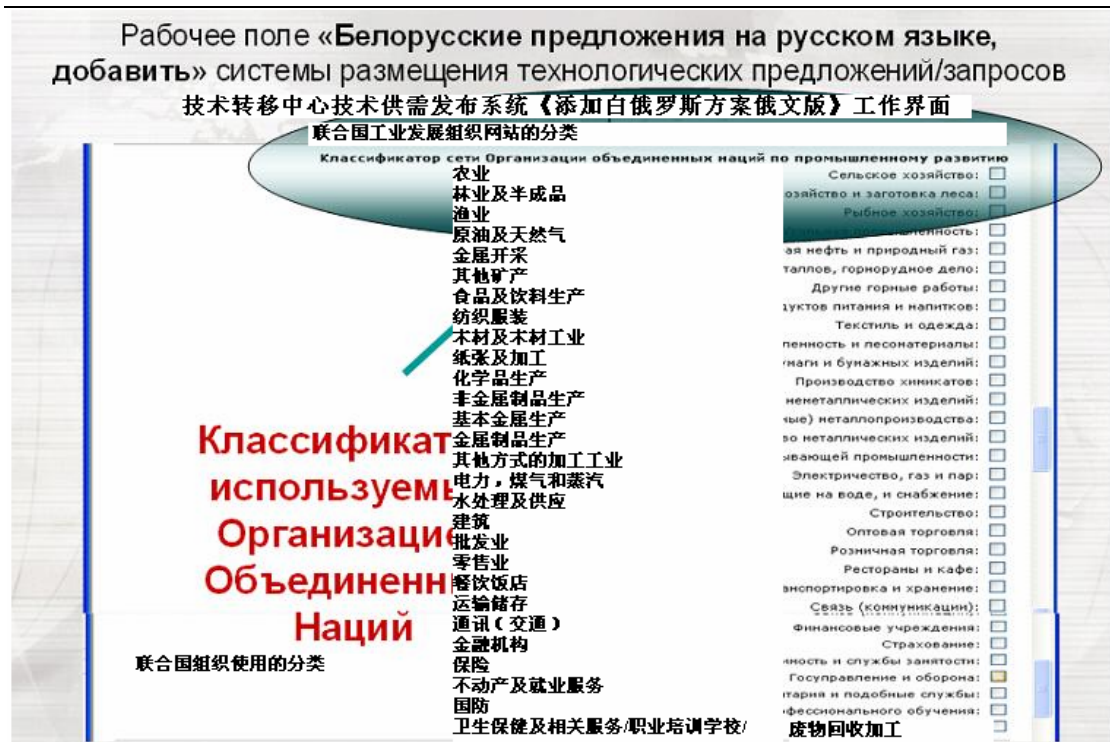 Рабочее поле «Белорусские предложения на русском языке,
добавить» системы размещения технологических предложений/запросов
技术转移中心技术供需发布系统《添加白俄罗斯方案俄文版》工作界面
联合国工业发展组织网站的分类
Классификатор сети Организации объединенных наций по промышленному развитию
农业
林业及半成品
渔业
原油及天然气
金属开采
其他矿产
食品及饮料生产
纺织服装
木材及木材工业
纸张及加工
化学品生产
非金属制品生产
基本金属生产
金属制品生产
其他方式的加工工业
电力，煤气和蒸汽
水处理及供应
建筑
批发业
零售业
餐饮饭店
运输储存
通讯（交通）
金融机构
保险
不动产及就业服务
国防
卫生保健及相关服务/职业培训学校/
Сельское хозяйство:
озяйство и заготовка леса:
Рыбное хозяйство:
ленность:
ая нефть и природный газ:
таллов, горнорудное дело:
Другие горные работы:
дуктов питания и напитков:
Текстиль и одежда:
ленность и лесонатериалы:
умаги и бумажных изделий:
Производство химикатов:
неметаллических изделий:
ные) металлопроизводства:
во металлических изделий:
ывающей промышленности:
Электричество, газ и пар:
щие на воде, и снабжение:
Строительство:
Оптовая торговля:
Розничная торговля:
Рестораны и кафе:
анспортировка и хранение:
Связь (коммуникации):
Финансовые учреждения:
Страхование:
мность и службы занятости:
Госуправление и оборона:
тария и подобные службы:
фессионального обучения:
废物回收加工
Классификат
используемы
Организацие
Объединенн
Наций
联合国组织使用的分类